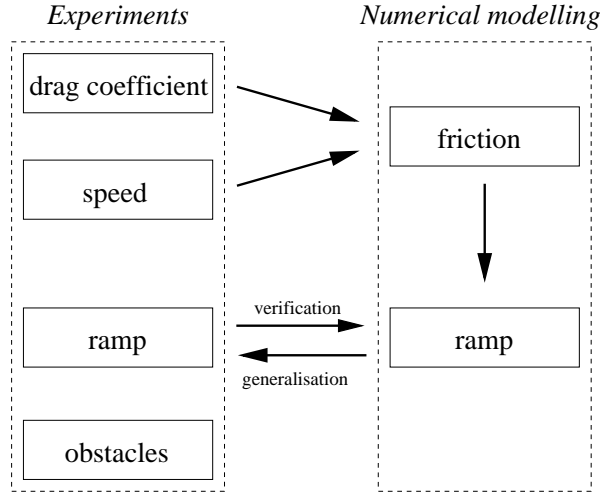 Experiments
Numerical modelling
drag coefficient
friction
speed
verification
ramp
ramp
generalisation
obstacles